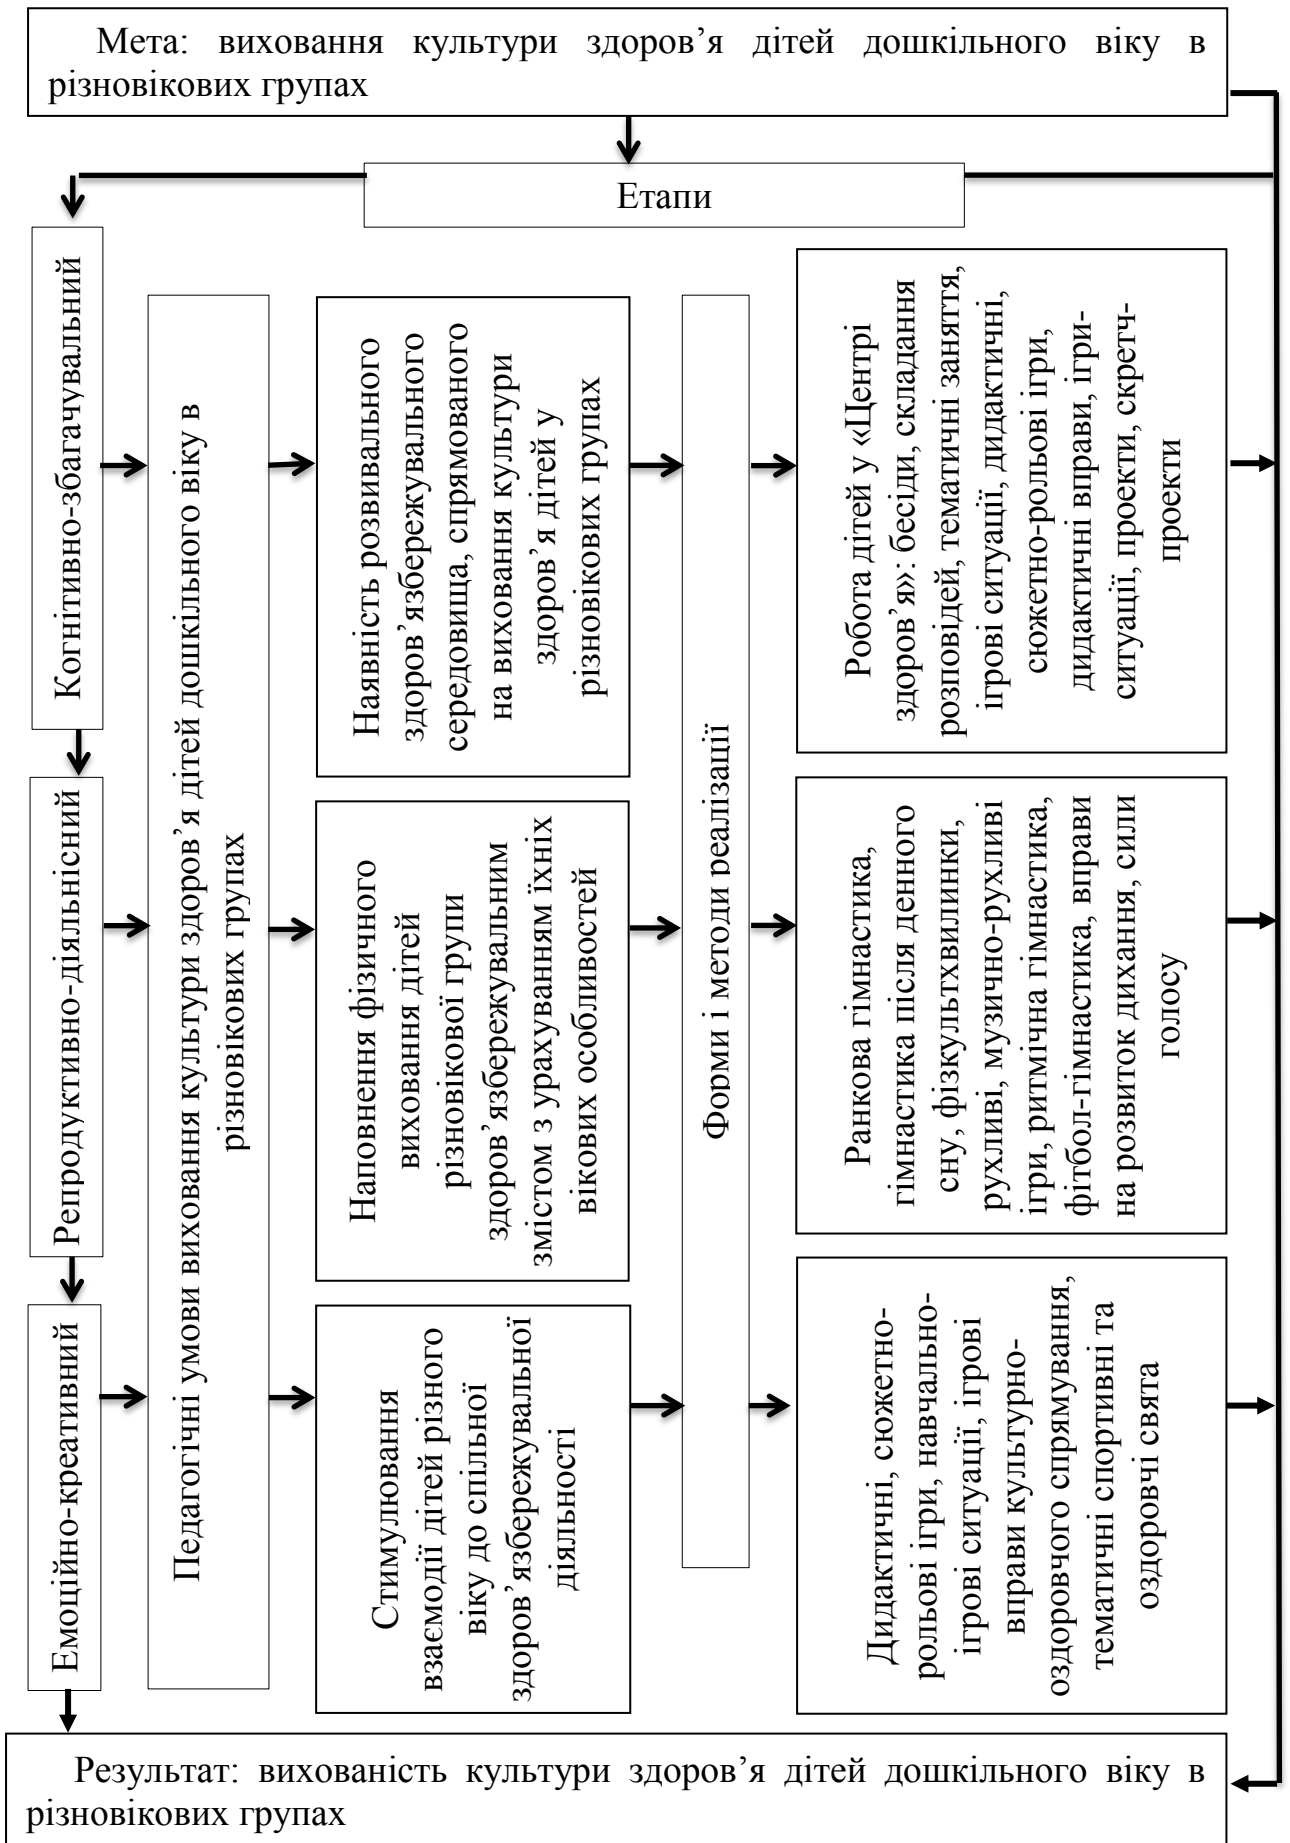 Мета: виховання культури здоров’я дітей дошкільного віку в
різновікових групах
Етапи
Когнітивно-збагачувальний
Репродуктивно-діяльнісний
Емоційно-креативний
Педагогічні умови виховання культури здоров’я дітей дошкільного віку в
різновікових групах
Наявність розвивального
здоров’язбережувального
середовища, спрямованого
на виховання культури
здоров’я дітей у
різновікових групах
Наповнення фізичного
виховання дітей
різновікової групи
здоров’язбережувальним
змістом з урахуванням їхніх
вікових особливостей
Стимулювання
взаємодії дітей різного
віку до спільної
здоров’язбережувальної
діяльності
Форми і методи реалізації
Робота дітей у «Центрі
здоров’я»: бесіди, складання
розповідей, тематичні заняття,
ігрові ситуації, дидактичні,
сюжетно-рольові ігри,
дидактичні вправи, ігри-
ситуації, проекти, скретч-
проекти
Ранкова гімнастика,
гімнастика після денного
сну, фізкультхвилинки,
рухливі, музично-рухливі
ігри, ритмічна гімнастика,
фітбол-гімнастика, вправи
на розвиток дихання, сили
голосу
Дидактичні, сюжетно-
рольові ігри, навчально-
ігрові ситуації, ігрові
вправи культурно-
оздоровчого спрямування,
тематичні спортивні та
оздоровчі свята
Результат: вихованість культури здоров’я дітей дошкільного віку в
різновікових групах